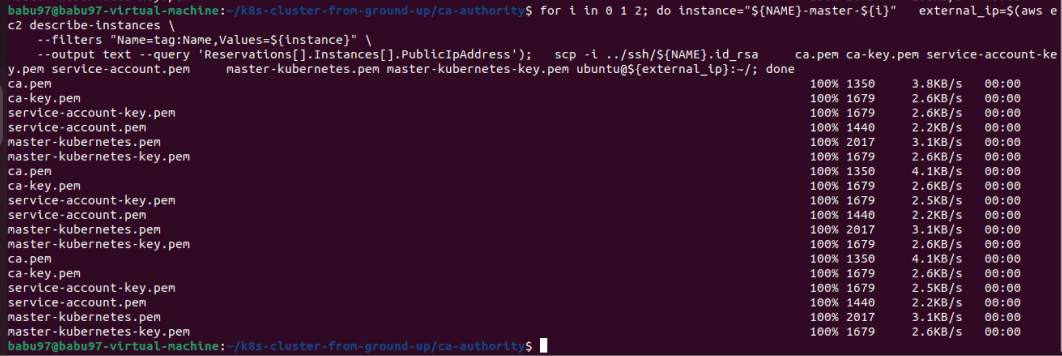 babu97@babu97-virtual-machine:~/k8s-cluster-from-ground-up/ca-authority$ for i in 0 1 2; do instance="${NAME}-master-${i}"   external_ip=$(aws e
c2 describe-instances \
    --filters "Name=tag:Name,Values=${instance}" \
    --output text --query 'Reservations[].Instances[].PublicIpAddress');   scp -i ../ssh/${NAME}.id_rsa     ca.pem ca-key.pem service-account-ke
y.pem service-account.pem     master-kubernetes.pem master-kubernetes-key.pem ubuntu@${external_ip}:~/; done
ca.pem 100% 1350 3.8KB/s 00:00
ca-key.pem 100% 1679 2.6KB/s 00:00
service-account-key.pem 100% 1679 2.6KB/s 00:00
service-account.pem 100% 1440 2.2KB/s 00:00
master-kubernetes.pem 100% 2017 3.1KB/s 00:00
master-kubernetes-key.pem 100% 1679 2.6KB/s 00:00
ca.pem 100% 1350 4.1KB/s 00:00
ca-key.pem 100% 1679 2.6KB/s 00:00
service-account-key.pem 100% 1679 2.5KB/s 00:00
service-account.pem 100% 1440 2.2KB/s 00:00
master-kubernetes.pem 100% 2017 3.1KB/s 00:00
master-kubernetes-key.pem 100% 1679 2.6KB/s 00:00
ca.pem 100% 1350 4.1KB/s 00:00
ca-key.pem 100% 1679 2.6KB/s 00:00
service-account-key.pem 100% 1679 2.5KB/s 00:00
service-account.pem 100% 1440 2.2KB/s 00:00
master-kubernetes.pem 100% 2017 3.1KB/s 00:00
master-kubernetes-key.pem 100% 1679 2.6KB/s 00:00
babu97@babu97-virtual-machine:~/k8s-cluster-from-ground-up/ca-authority$